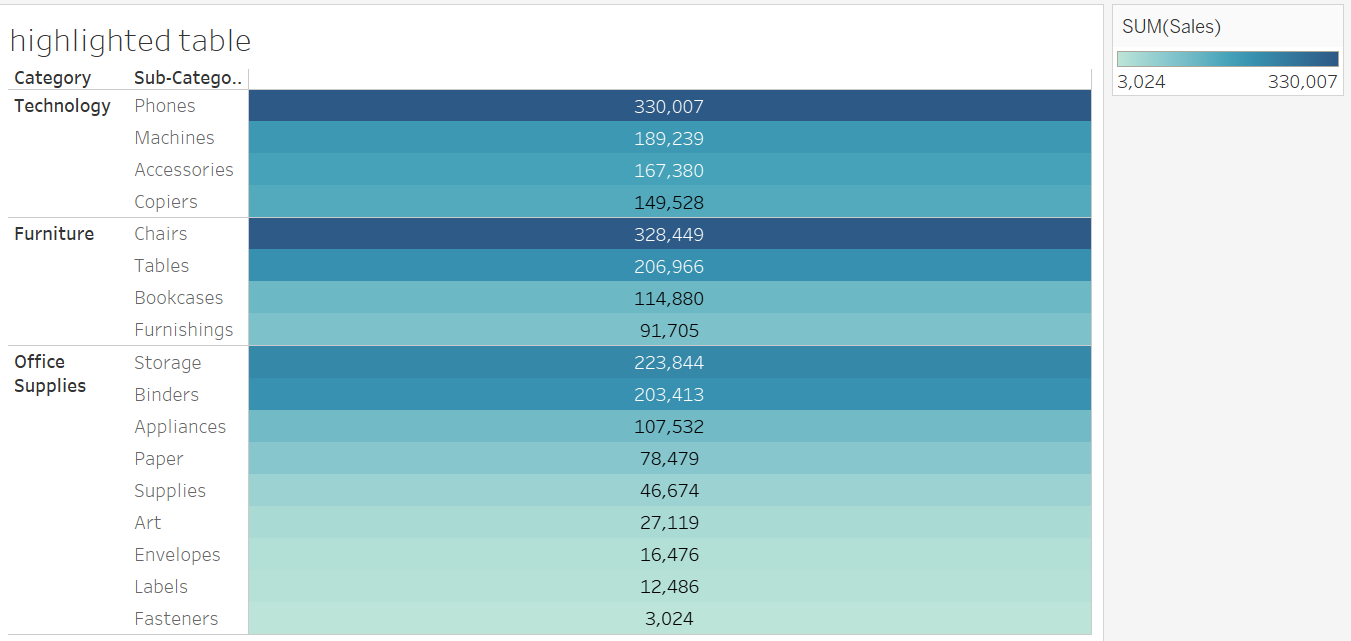 highlighted table
Category Sub-Catego..
Technology Phones 330,007
Machines 189,239
Accessories 167,380
Copiers 149,528
Furniture Chairs 328,449
Tables 206,966
Bookcases 114,880
Furnishings 91,705
Office Supplies Storage 223,844
Binders 203,413
Appliances 107,532
Paper 78,479
Supplies 46,674
Art 27,119
Envelopes 16,476
Labels 12,486
Fasteners 3,024
SUM(Sales)
3,024 330,007